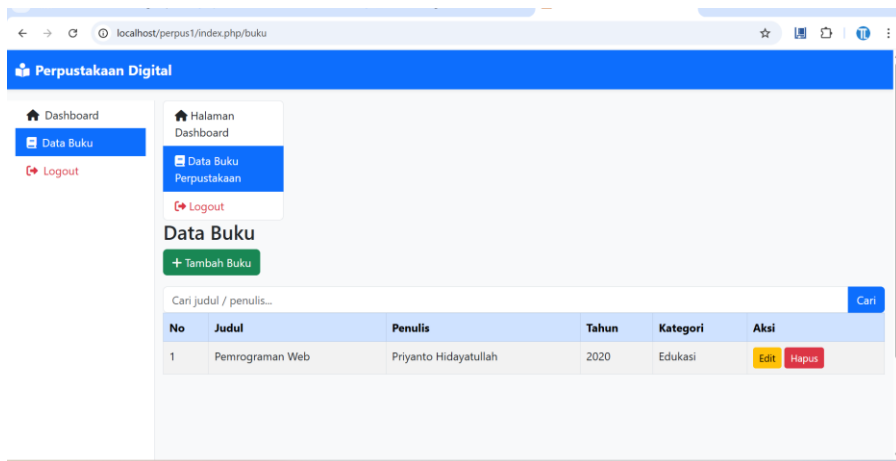 localhost/perpus1/index.php/buku
Perpustakaan Digital
Dashboard
Data Buku
Logout
Halaman
Dashboard
Data Buku
Perpustakaan
Logout
Data Buku
+ Tambah Buku
Cari judul / penulis...
Cari
No Judul Penulis Tahun Kategori Aksi
1 Pemrograman Web Priyanto Hidayatullah 2020 Edukasi Edit Hapus